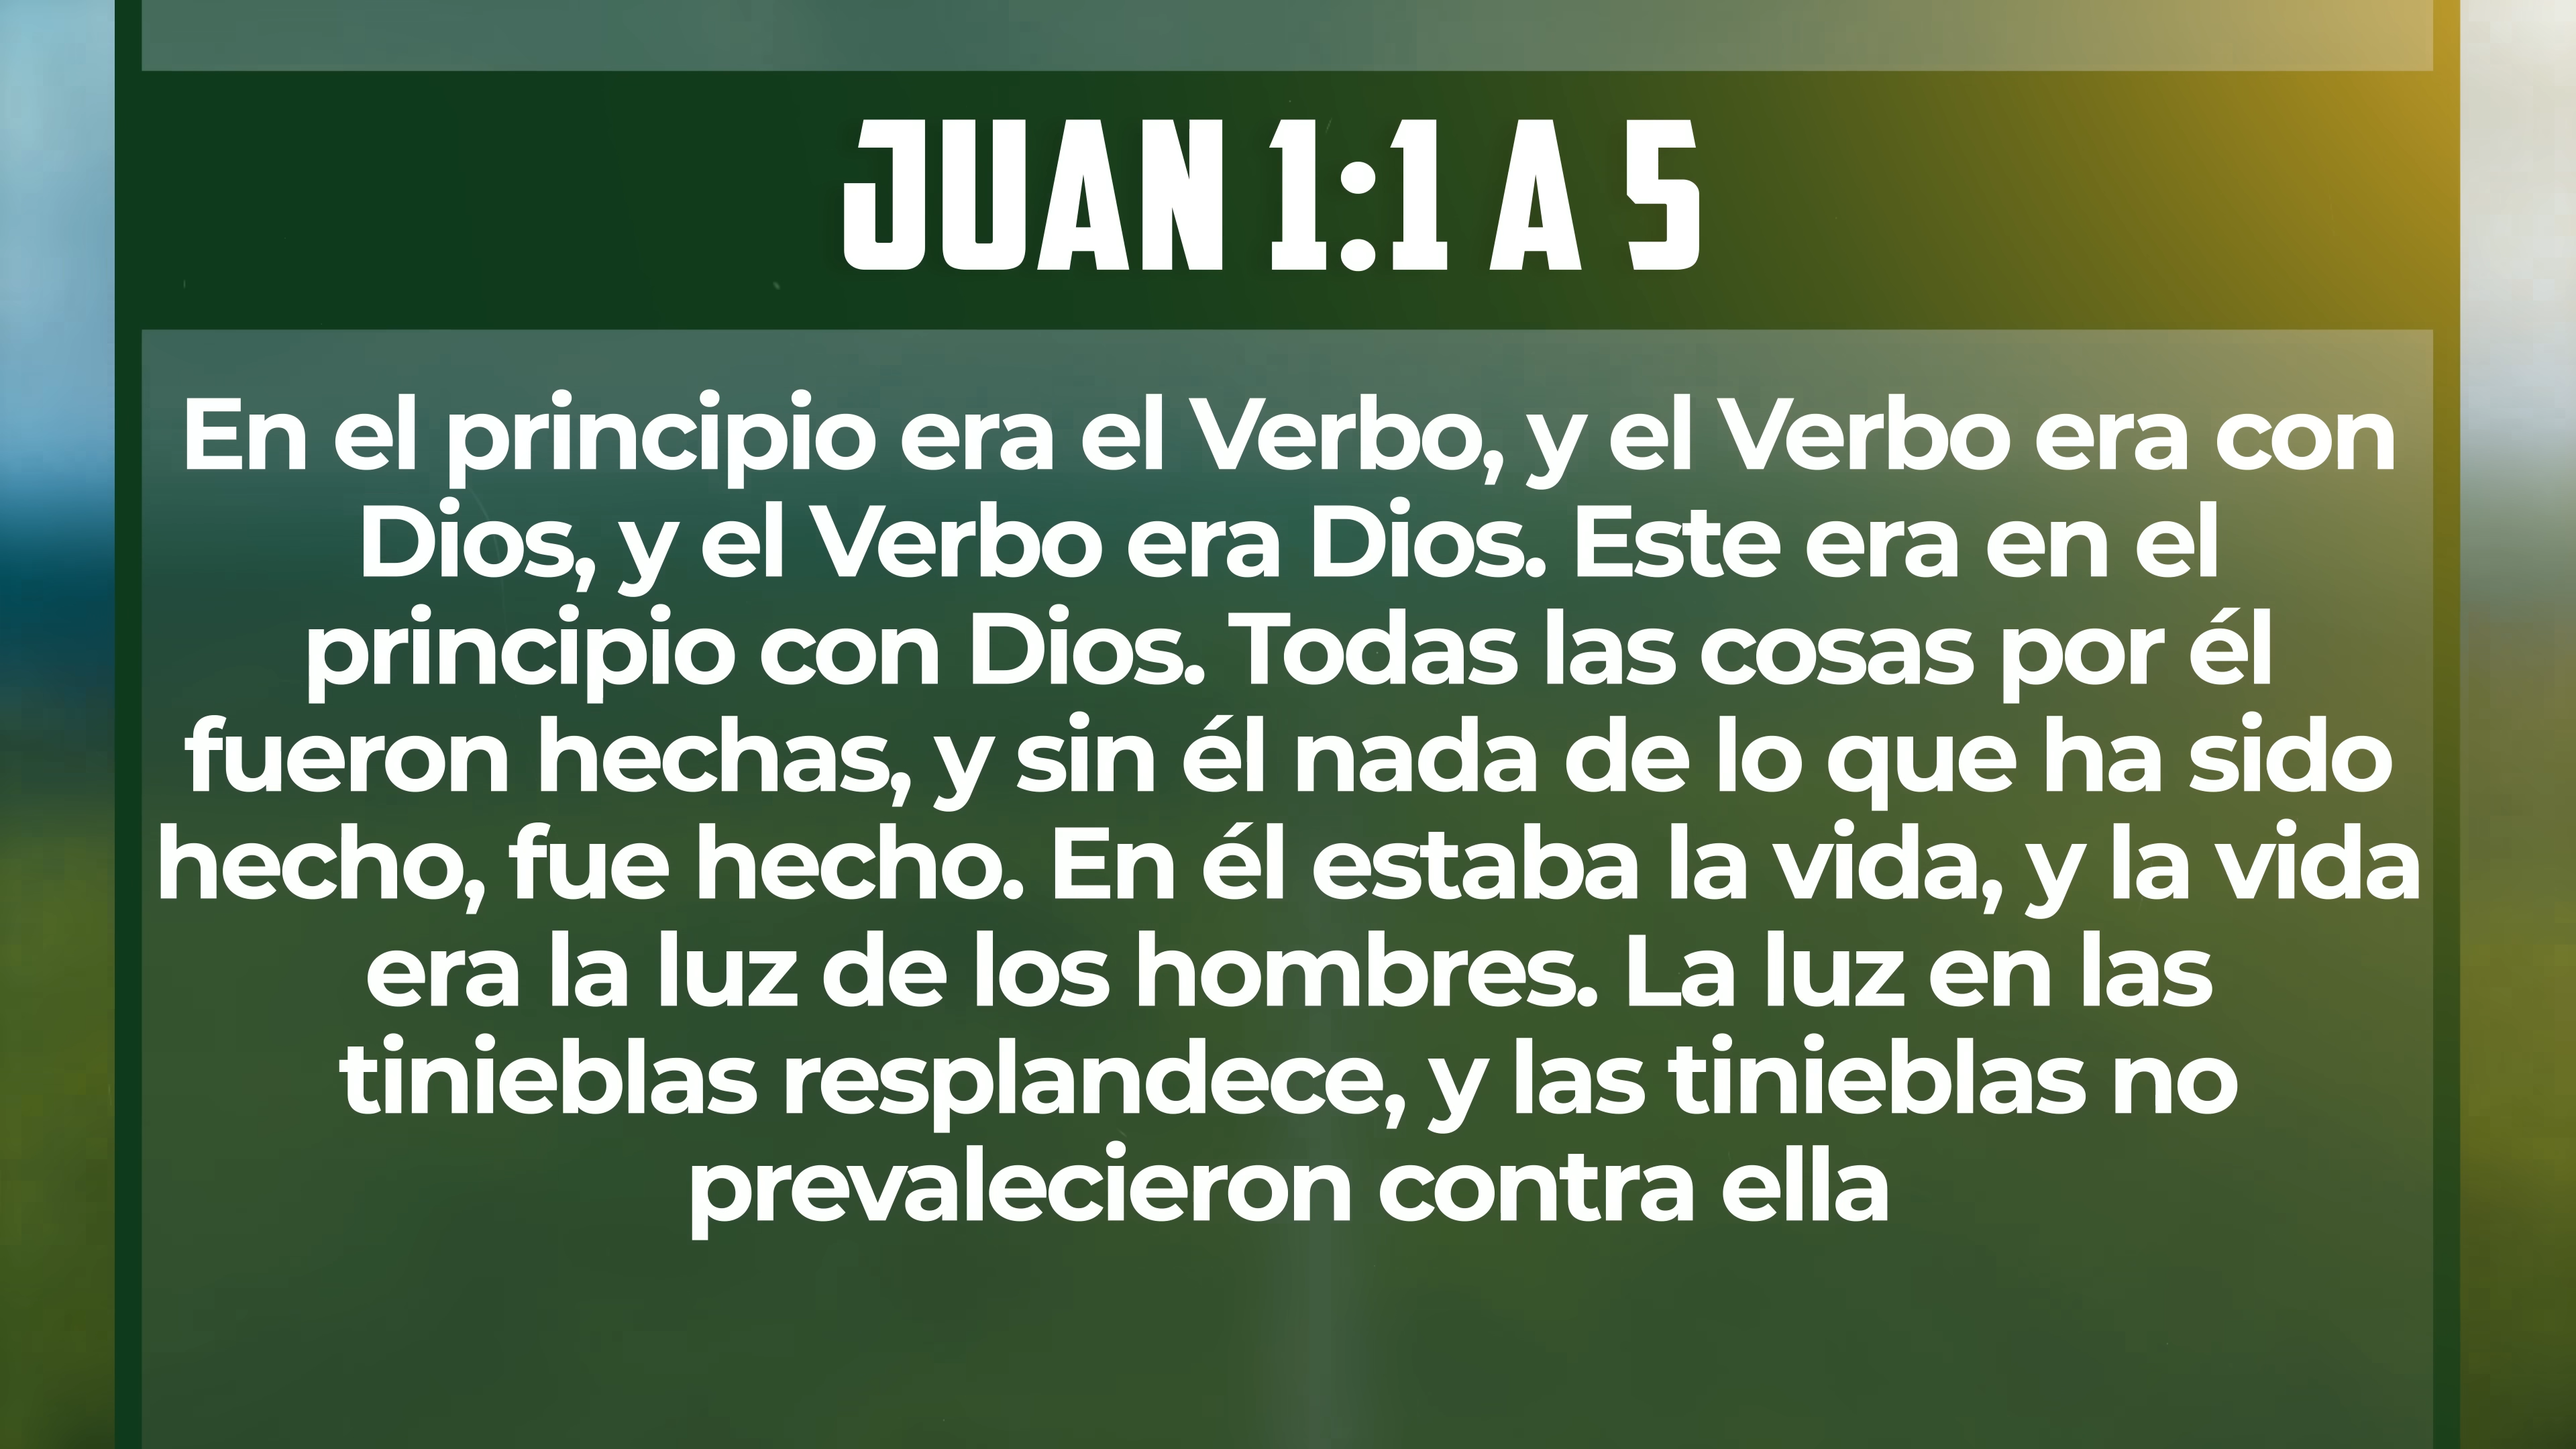 JUAN 1:1 A 5
En el principio era el Verbo, y el Verbo era con
Dios, y el Verbo era Dios. Este era en el
principio con Dios. Todas las cosas por él
fueron hechas, y sin él nada de lo que ha sido
hecho, fue hecho. En él estaba la vida, y la vida
era la luz de los hombres. La luz en las
tinieblas resplandece, y las tinieblas no
prevalecieron contra ella